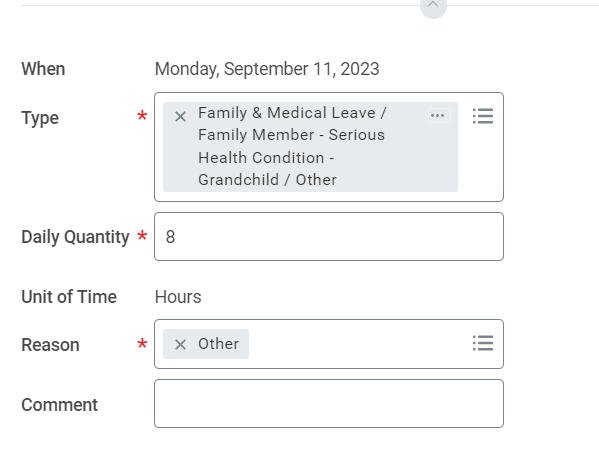 When Monday, September 11, 2023
Type * Family & Medical Leave /
Family Member - Serious
Health Condition -
Grandchild / Other
Daily Quantity * 8
Unit of Time Hours
Reason * Other
Comment